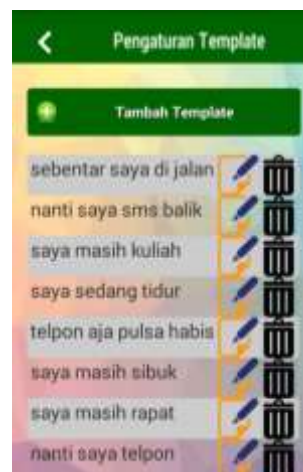 Pengaturan Template
Tambah Template
sebentar saya di jalan
nanti saya sms balik
saya masih kuliah
saya sedang tidur
telpon aja pulsa habis
saya masih sibuk
saya masih rapat
nanti saya telpon